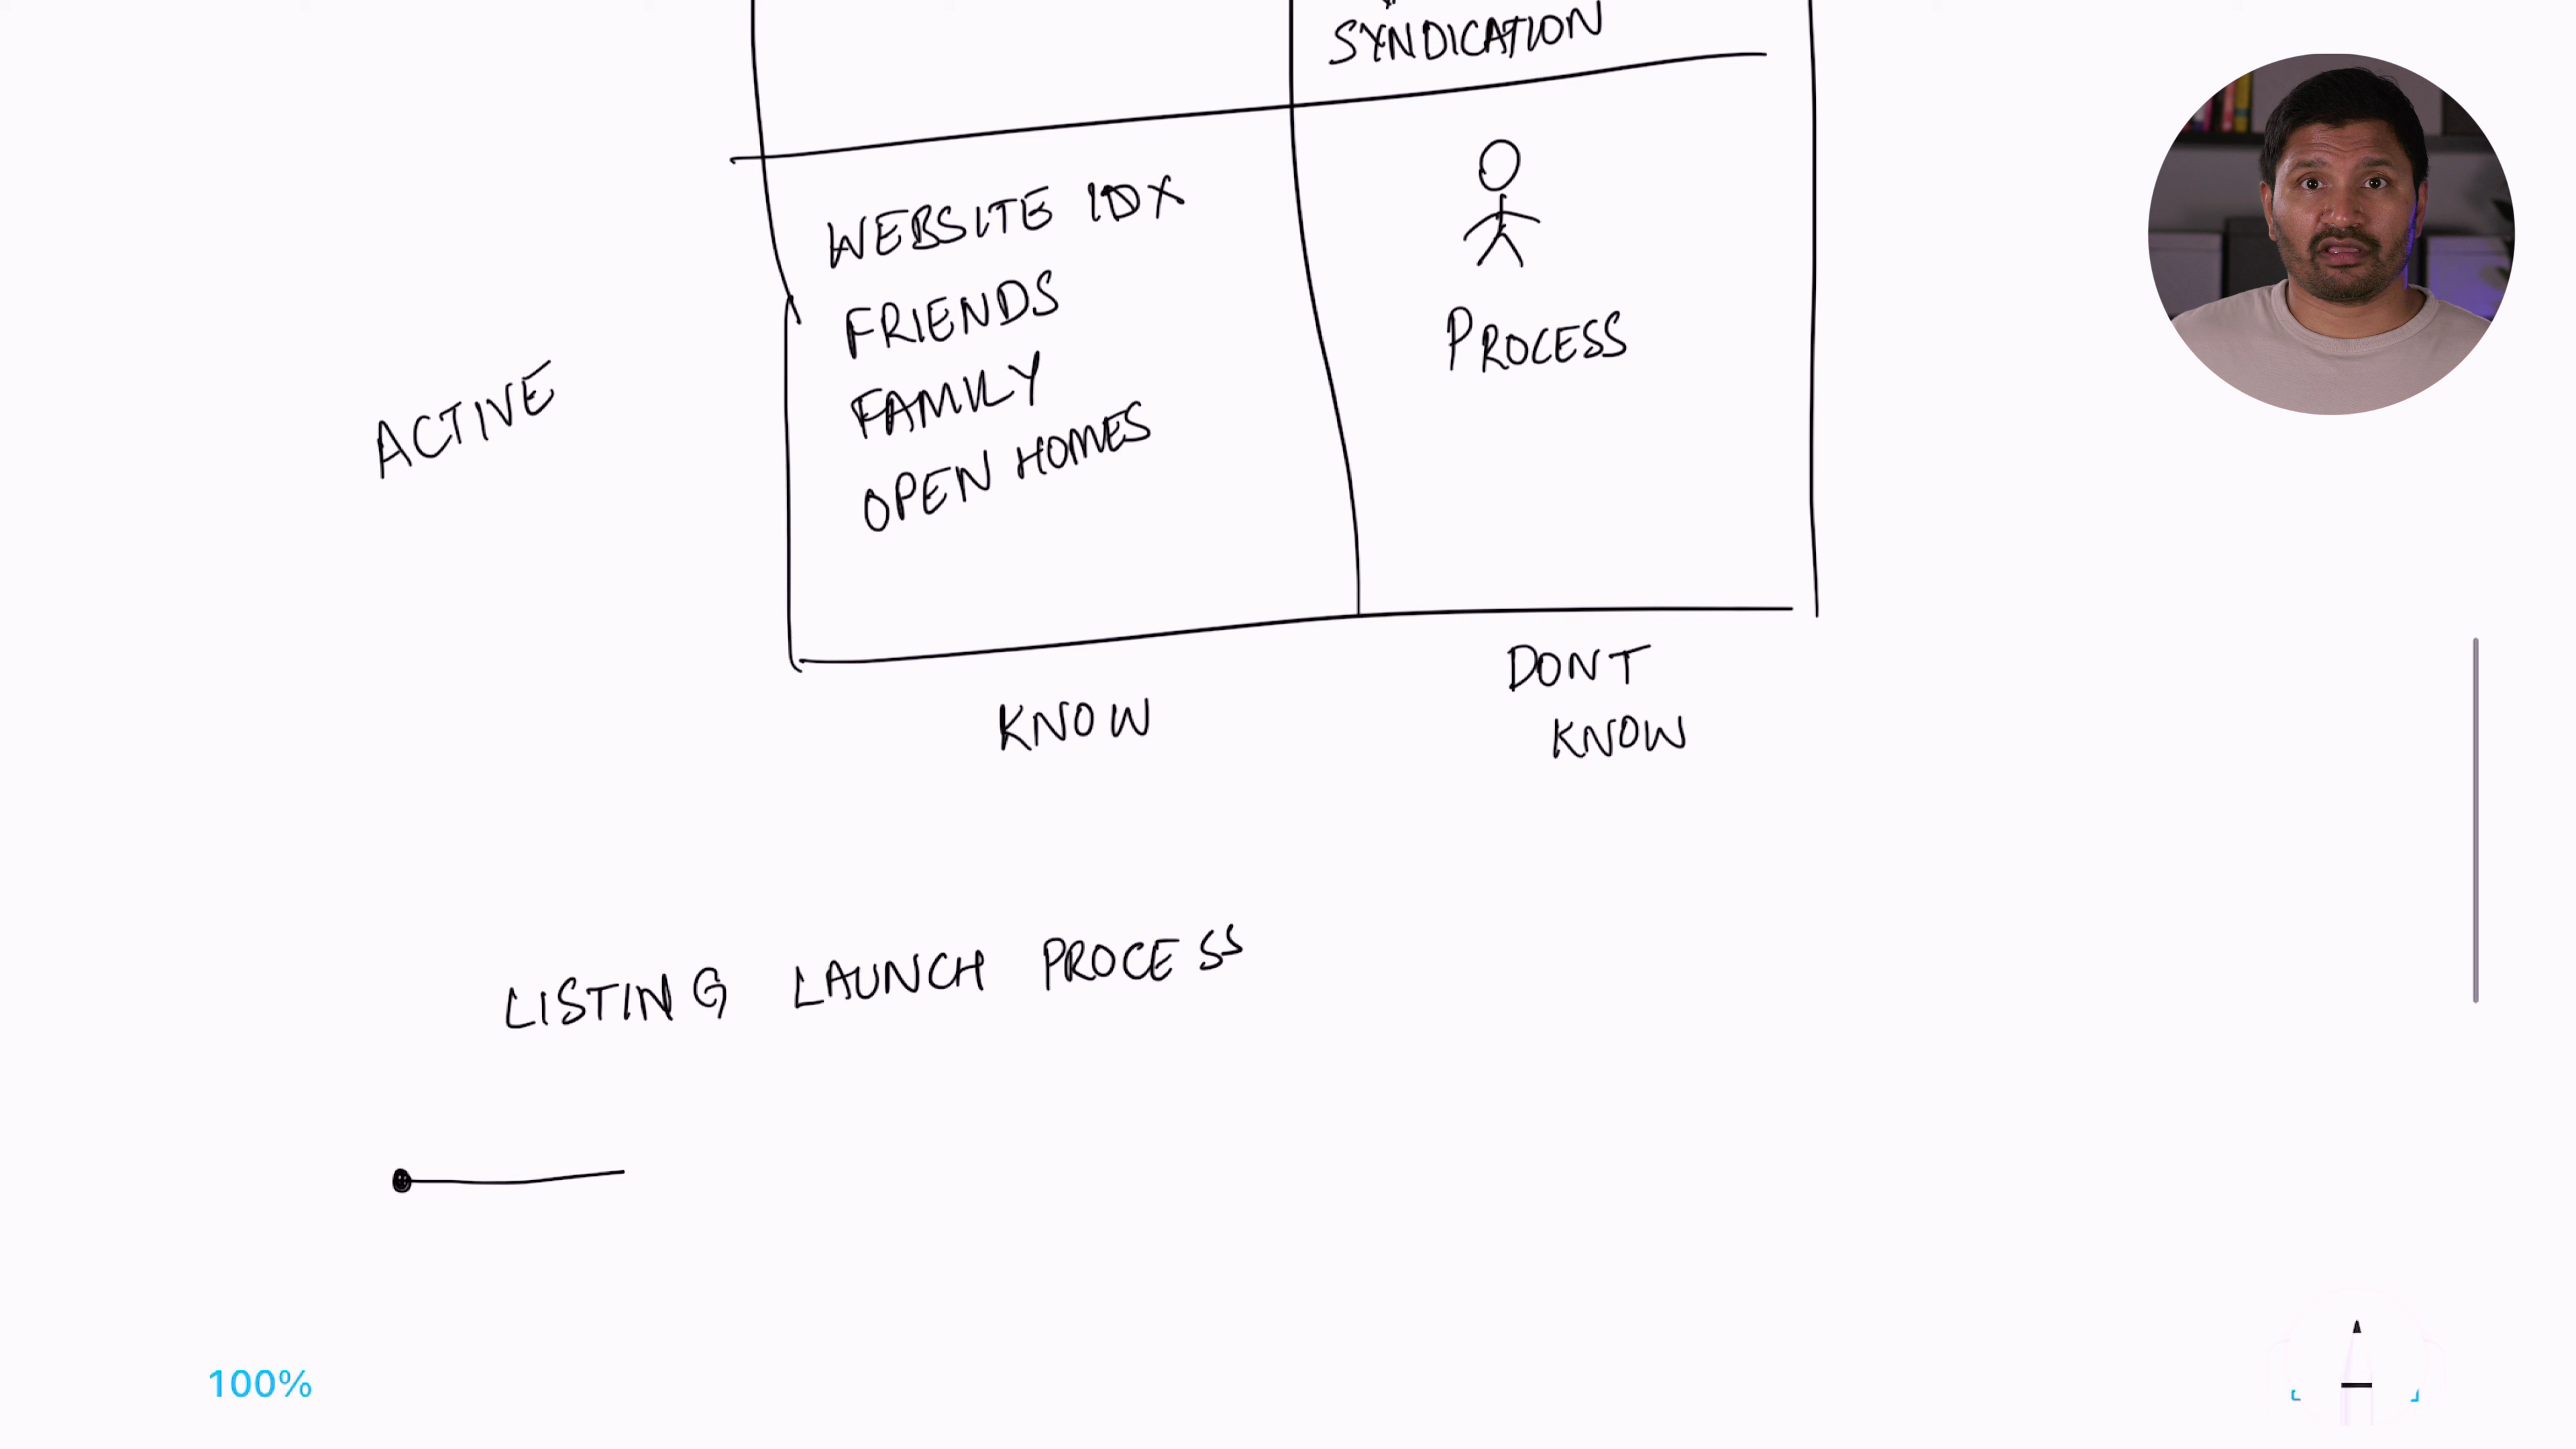 SYNDICATION
WEBSITE IDX
FRIENDS
FAMILY
OPEN HOMES
PROCESS
ACTIVE
KNOW
DONT
KNOW
LISTING LAUNCH PROCESS
100%